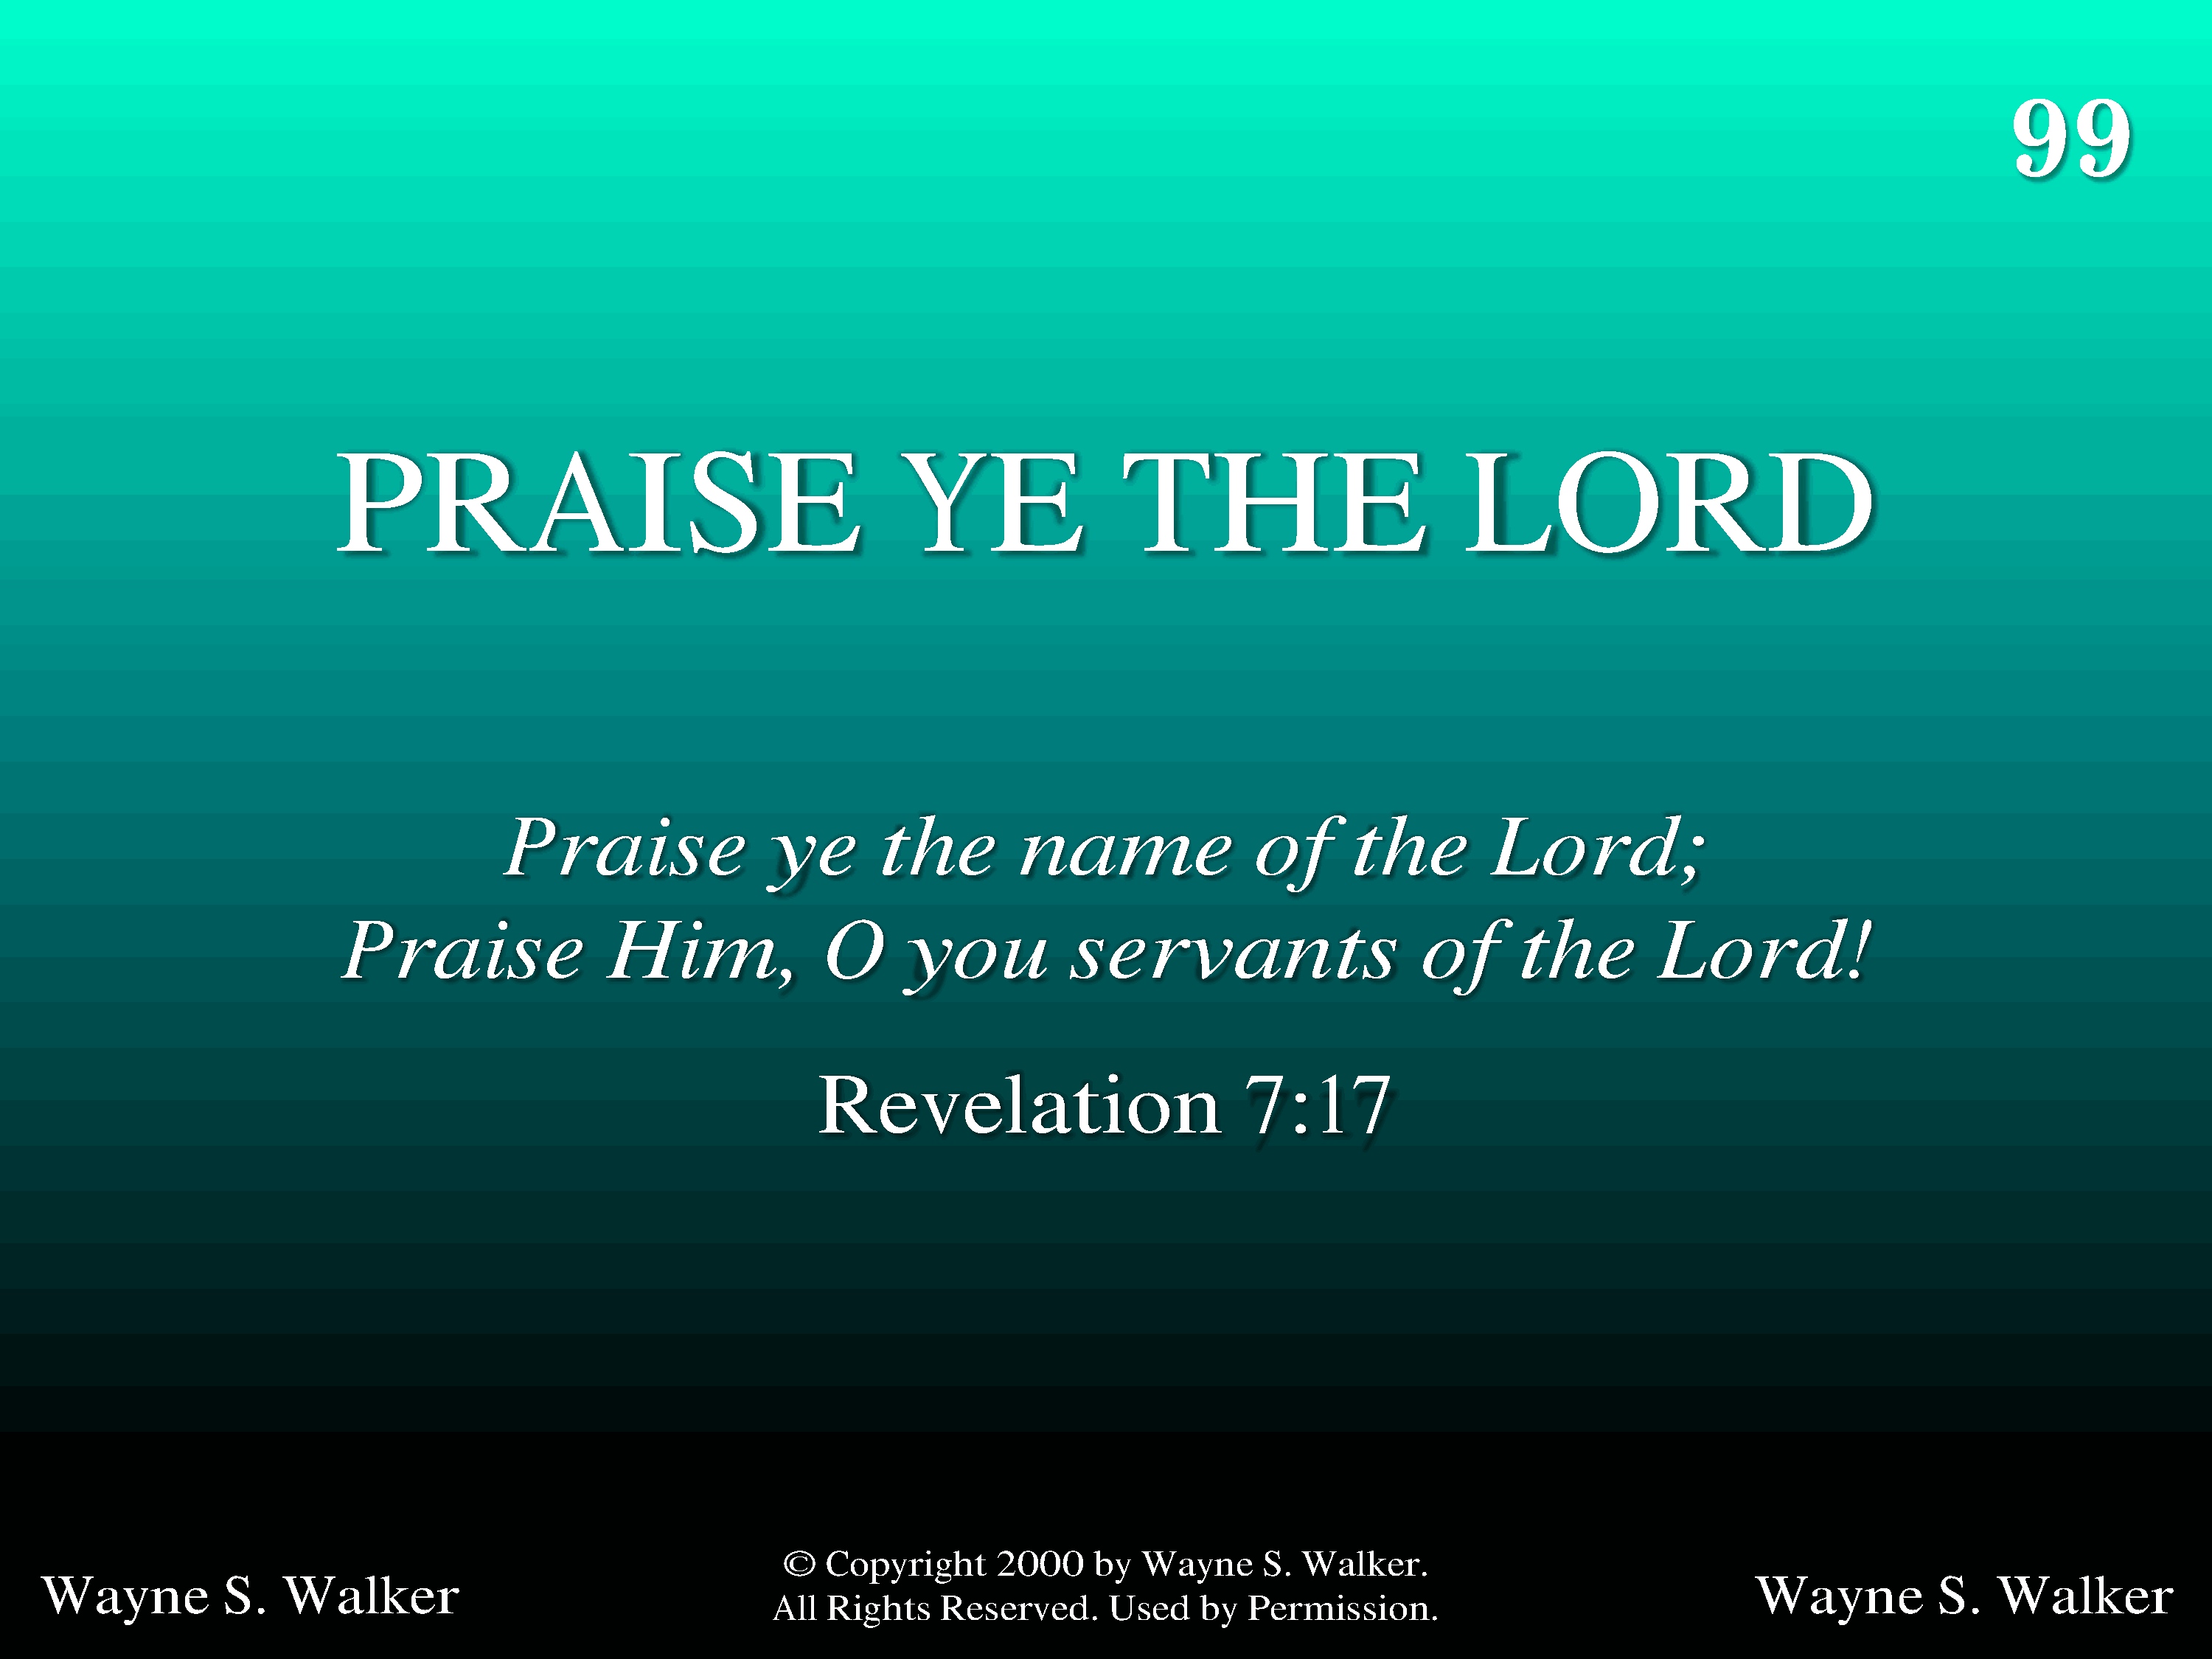 99
PRAISE YE THE LORD
Praise ye the name of the Lord;
Praise Him, O you servants of the Lord!
Revelation 7:17
Wayne S. Walker
© Copyright 2000 by Wayne S. Walker.
All Rights Reserved. Used by Permission.
Wayne S. Walker